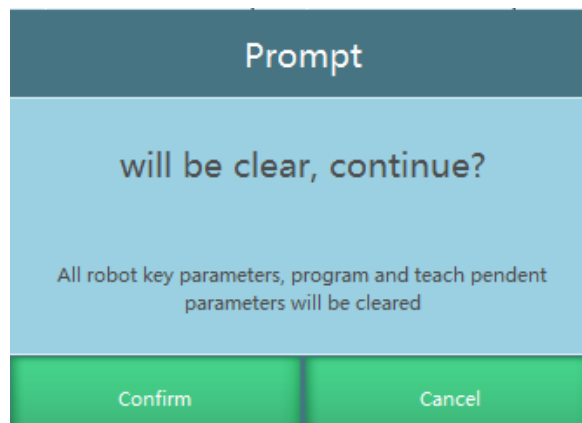 Prompt
will be clear, continue?
All robot key parameters, program and teach pendent
parameters will be cleared
Confirm
Cancel